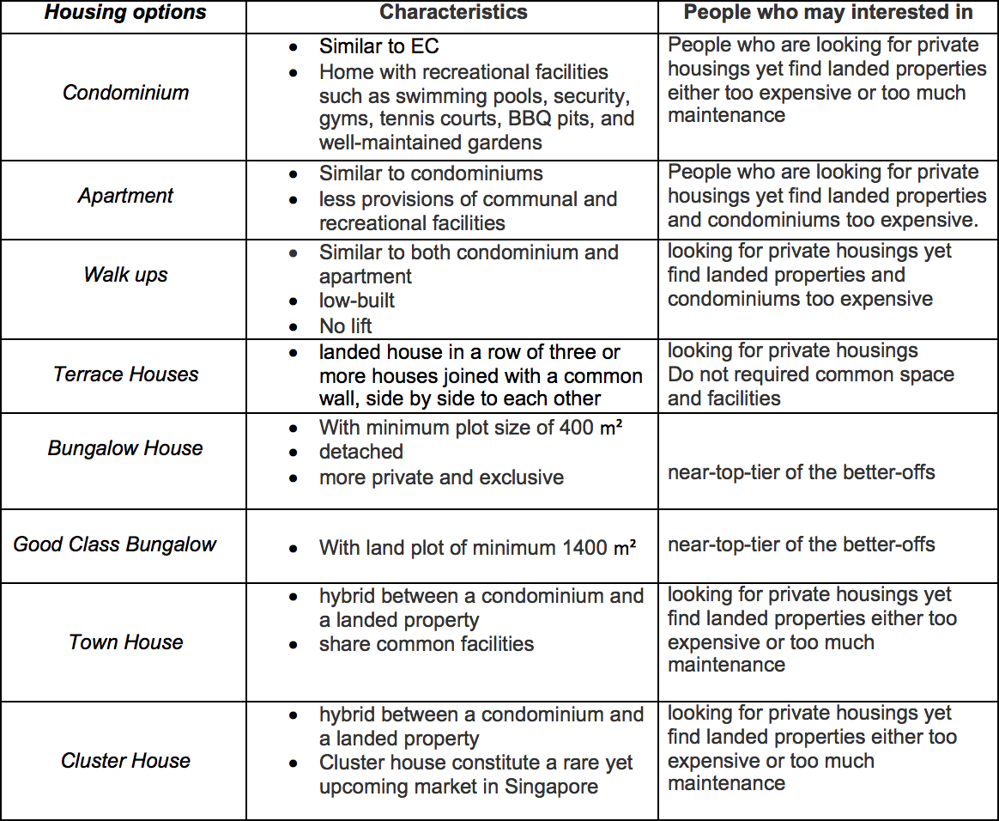 Housing options
Characteristics
People who may interested in
Condominium
• Similar to EC
• Home with recreational facilities
such as swimming pools, security,
gyms, tennis courts, BBQ pits, and
well-maintained gardens
People who are looking for private
housings yet find landed properties
either too expensive or too much
maintenance
Apartment
• Similar to condominiums
• less provisions of communal and
recreational facilities
People who are looking for private
housings yet find landed properties
and condominiums too expensive.
Walk ups
• Similar to both condominium and
apartment
• low-built
• No lift
looking for private housings yet
find landed properties and
condominiums too expensive
Terrace Houses
• landed house in a row of three or
more houses joined with a common
wall, side by side to each other
looking for private housings
Do not required common space
and facilities
Bungalow House
• With minimum plot size of 400 m²
• detached
• more private and exclusive
near-top-tier of the better-offs
Good Class Bungalow
• With land plot of minimum 1400 m²
near-top-tier of the better-offs
Town House
• hybrid between a condominium and
a landed property
• share common facilities
looking for private housings yet
find landed properties either too
expensive or too much
maintenance
Cluster House
• hybrid between a condominium and
a landed property
• Cluster house constitute a rare yet
upcoming market in Singapore
looking for private housings yet
find landed properties either too
expensive or too much
maintenance